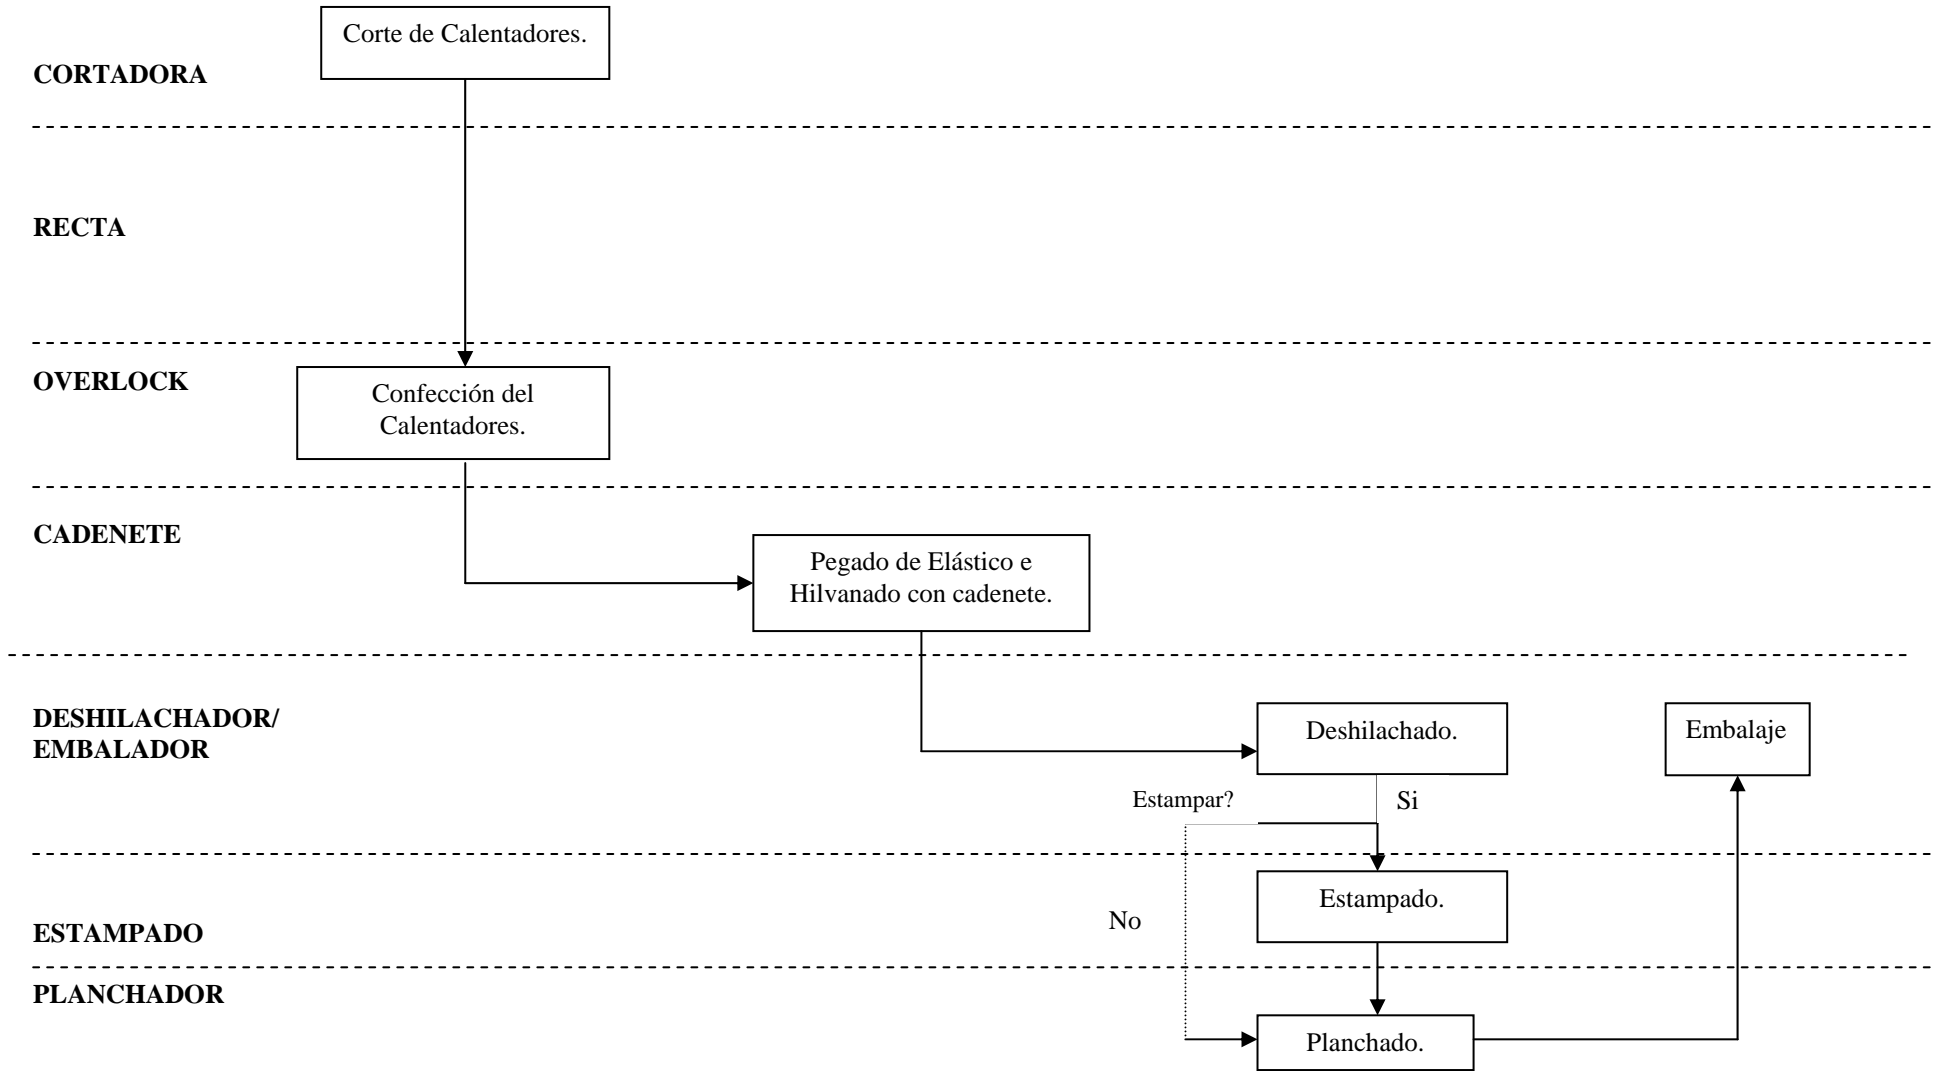 Corte de Calentadores.
CORTADORA
RECTA
OVERLOCK
Confección del
Calentadores.
CADENETE
Pegado de Elástico e
Hilvanado con cadenete.
DESHILACHADOR/
EMBALADOR
Deshilachado.
Embalaje
Estampar?
Si
Estampado.
No
ESTAMPADO
PLANCHADOR
Planchado.